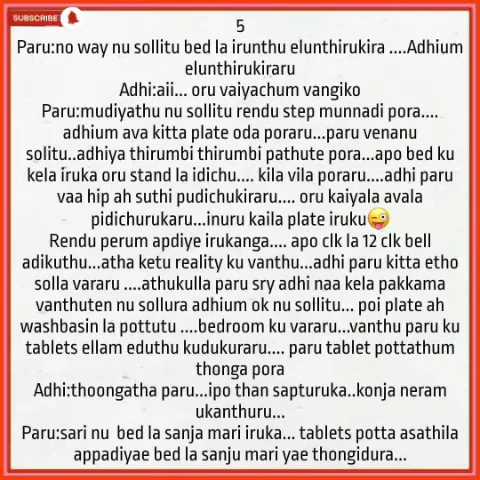 SUBSCRIBE
5
Paru:no way nu sollitu bed la irunthu elunthirukira ....Adhium
elunthirukiraru
Adhi:aii... oru vaiyachum vangiko
Paru:mudiyathu nu sollitu rendu step munnadi pora....
adhium ava kitta plate oda poraru...paru venanu
solitu..adhiya thirumbi thirumbi pathute pora...apo bed ku
kela iruka oru stand la idichu.... kila vila poraru....adhi paru
vaa hip ah suthi pudichukiraru.... oru kaiyala avala
pidichurukaru...inuru kaila plate iruku😜
Rendu perum apdiye irukanga.... apo clk la 12 clk bell
adikuthu...atha ketu reality ku vanthu...adhi paru kitta etho
solla vararu ....athukulla paru sry adhi naa kela pakkama
vanthuten nu sollura adhium ok nu sollitu... poi plate ah
washbasin la pottutu ....bedroom ku vararu...vanthu paru ku
tablets ellam eduthu kudukuraru.... paru tablet pottathum
thonga pora
Adhi:thoongatha paru...ipo than sapturuka..konja neram
ukanthuru...
Paru:sari nu  bed la sanja mari iruka... tablets potta asathila
appadiyae bed la sanju mari yae thongidura...